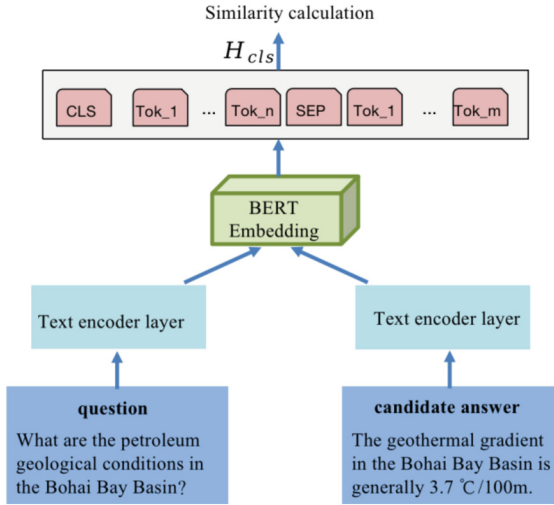 Similarity calculation
H_cls
CLS Tok_1 ... Tok_n SEP Tok_1 ... Tok_m
BERT
Embedding
Text encoder layer
Text encoder layer
question
What are the petroleum
geological conditions in
the Bohai Bay Basin?
candidate answer
The geothermal gradient
in the Bohai Bay Basin is
generally 3.7 ℃/100m.